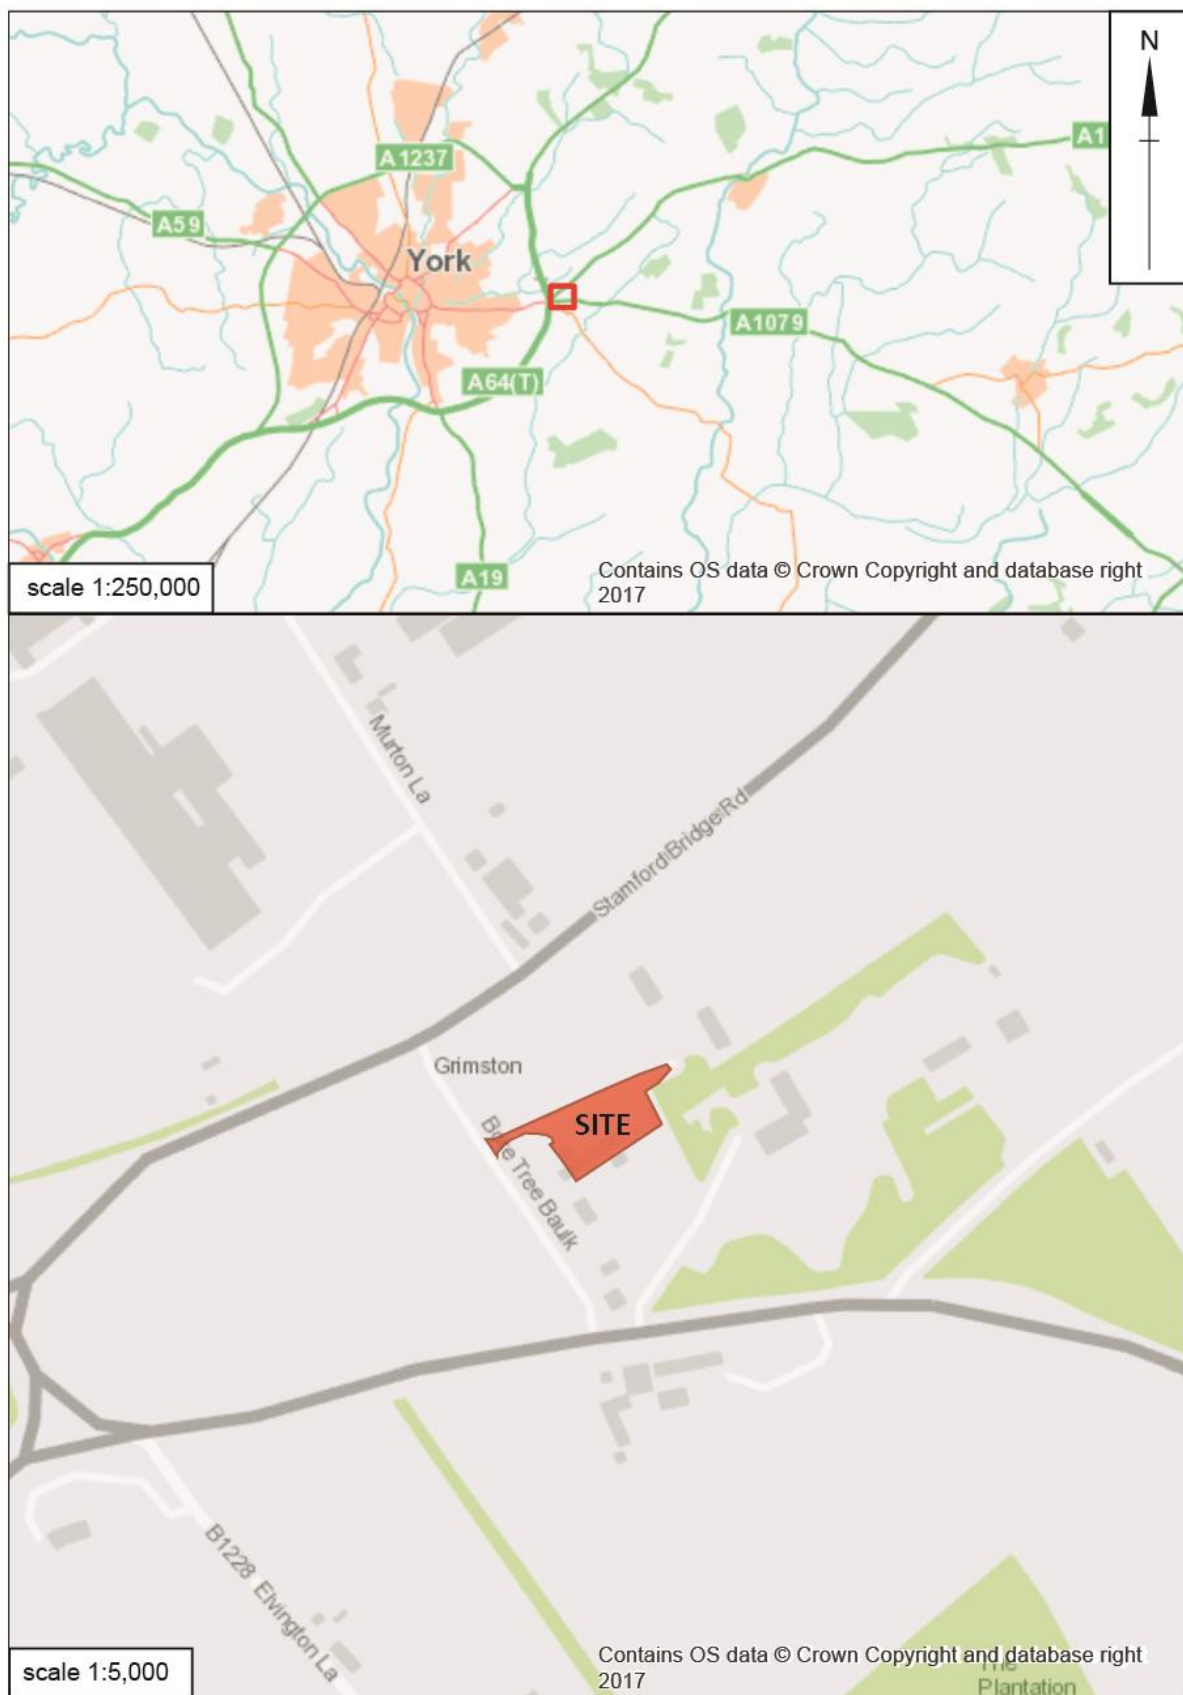 N
A1237
A1
A59
York
A1079
A64(T)
A19
scale 1:250,000
Contains OS data © Crown Copyright and database right
2017
Murton La
Stamford Bridge Rd
Grimston
SITE
Bore Tree Baulk
B1228 Elvington La
scale 1:5,000
Contains OS data © Crown Copyright and database right
2017
The
Plantation